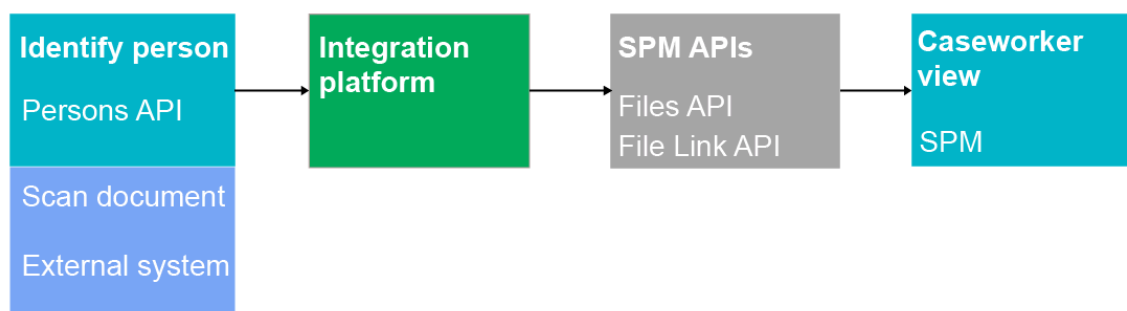 Identify person
Persons API
Scan document
External system
Integration
platform
SPM APIs
Files API
File Link API
Caseworker
view
SPM